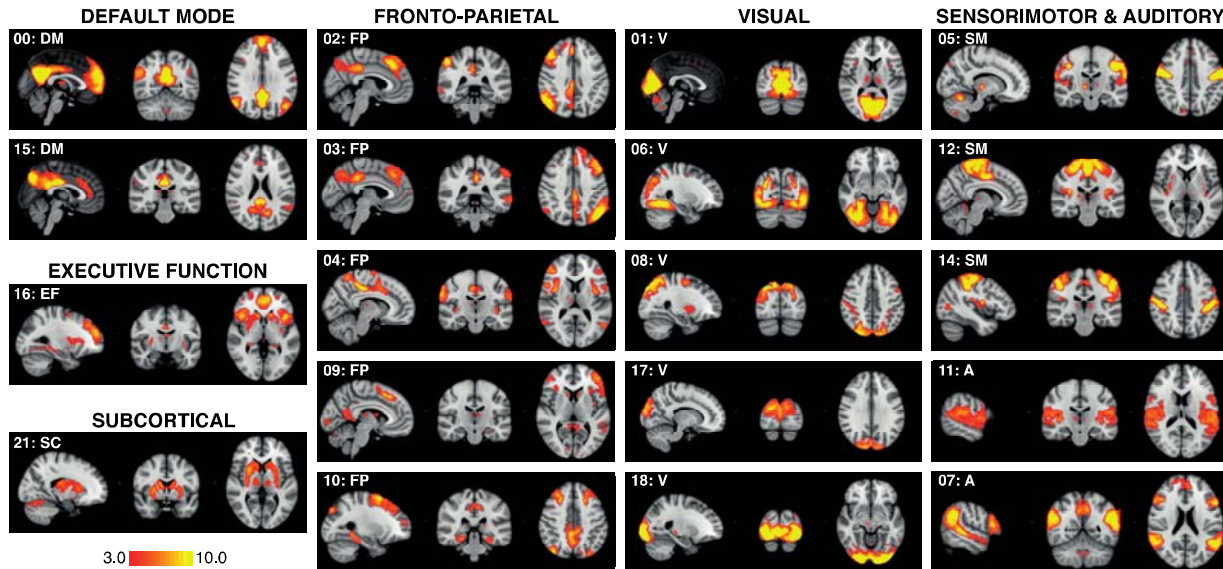 DEFAULT MODE
00: DM
15: DM
EXECUTIVE FUNCTION
16: EF
SUBCORTICAL
21: SC
3.0 10.0
FRONTO-PARIETAL
02: FP
03: FP
04: FP
09: FP
10: FP
VISUAL
01: V
06: V
08: V
17: V
18: V
SENSORIMOTOR & AUDITORY
05: SM
12: SM
14: SM
11: A
07: A